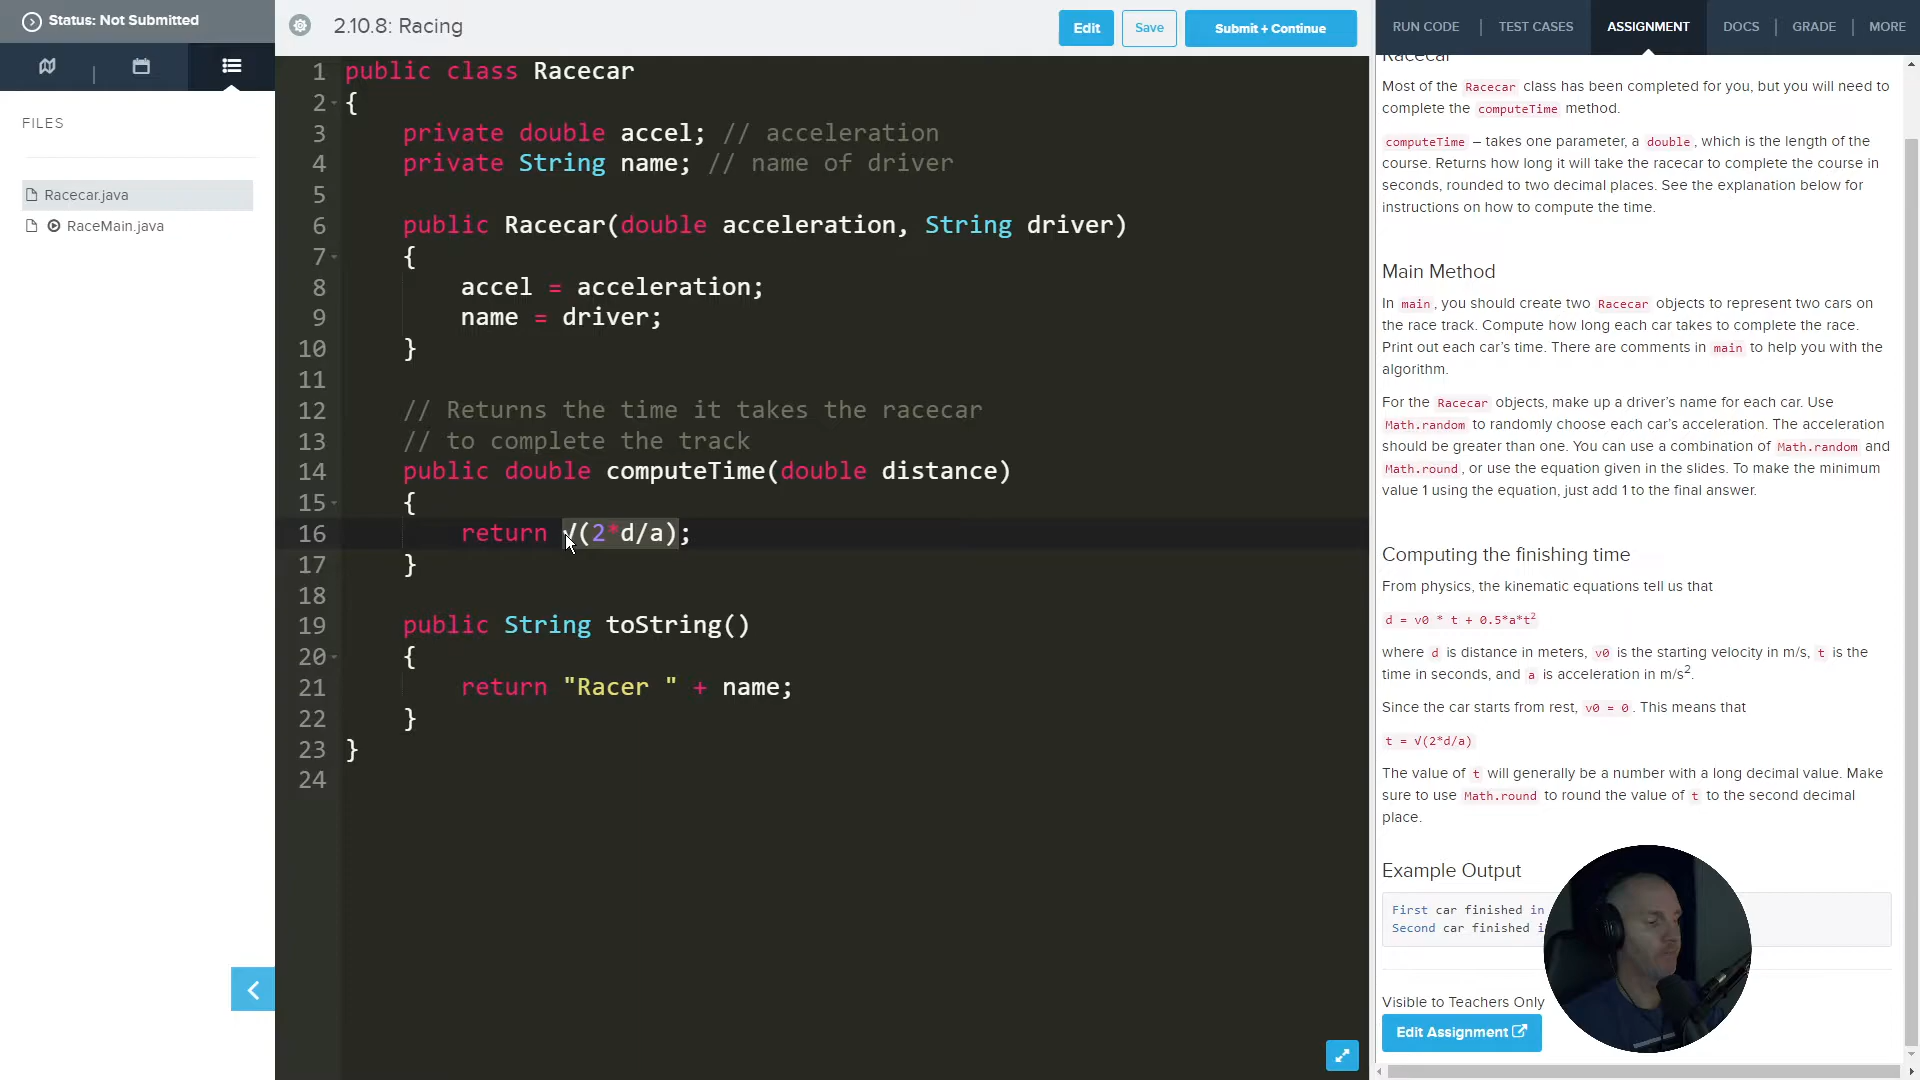 Status: Not Submitted
2.10.8: Racing
Edit
Save
Submit + Continue
RUN CODE
TEST CASES
ASSIGNMENT
DOCS
GRADE
MORE
FILES
Racecar.java
RaceMain.java
1 public class Racecar
2 {
3 private double accel; // acceleration
4 private String name; // name of driver
5
6 public Racecar(double acceleration, String driver)
7 {
8 accel = acceleration;
9 name = driver;
10 }
11
12 // Returns the time it takes the racecar
13 // to complete the track
14 public double computeTime(double distance)
15 {
16 return √(2*d/a);
17 }
18
19 public String toString()
20 {
21 return "Racer " + name;
22 }
23 }
24
Racecar
Most of the Racecar class has been completed for you, but you will need to
complete the computeTime method.
computeTime – takes one parameter, a double, which is the length of the
course. Returns how long it will take the racecar to complete the course in
seconds, rounded to two decimal places. See the explanation below for
instructions on how to compute the time.
Main Method
In main, you should create two Racecar objects to represent two cars on
the race track. Compute how long each car takes to complete the race.
Print out each car’s time. There are comments in main to help you with the
algorithm.
For the Racecar objects, make up a driver’s name for each car. Use
Math.random to randomly choose each car’s acceleration. The acceleration
should be greater than one. You can use a combination of Math.random and
Math.round, or use the equation given in the slides. To make the minimum
value 1 using the equation, just add 1 to the final answer.
Computing the finishing time
From physics, the kinematic equations tell us that
d = v0 * t + 0.5*a*t²
where d is distance in meters, v0 is the starting velocity in m/s, t is the
time in seconds, and a is acceleration in m/s².
Since the car starts from rest, v0 = 0. This means that
t = √(2*d/a)
The value of t will generally be a number with a long decimal value. Make
sure to use Math.round to round the value of t to the second decimal
place.
Example Output
First car finished in
Second car finished i
Visible to Teachers Only
Edit Assignment